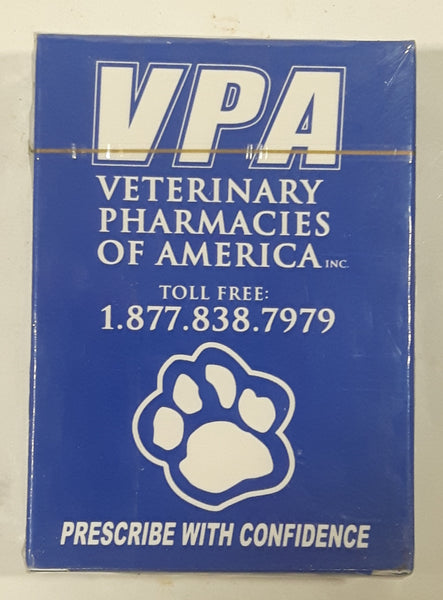 VPA
VETERINARY
PHARMACIES
OF AMERICA INC.
TOLL FREE:
1.877.838.7979
PRESCRIBE WITH CONFIDENCE